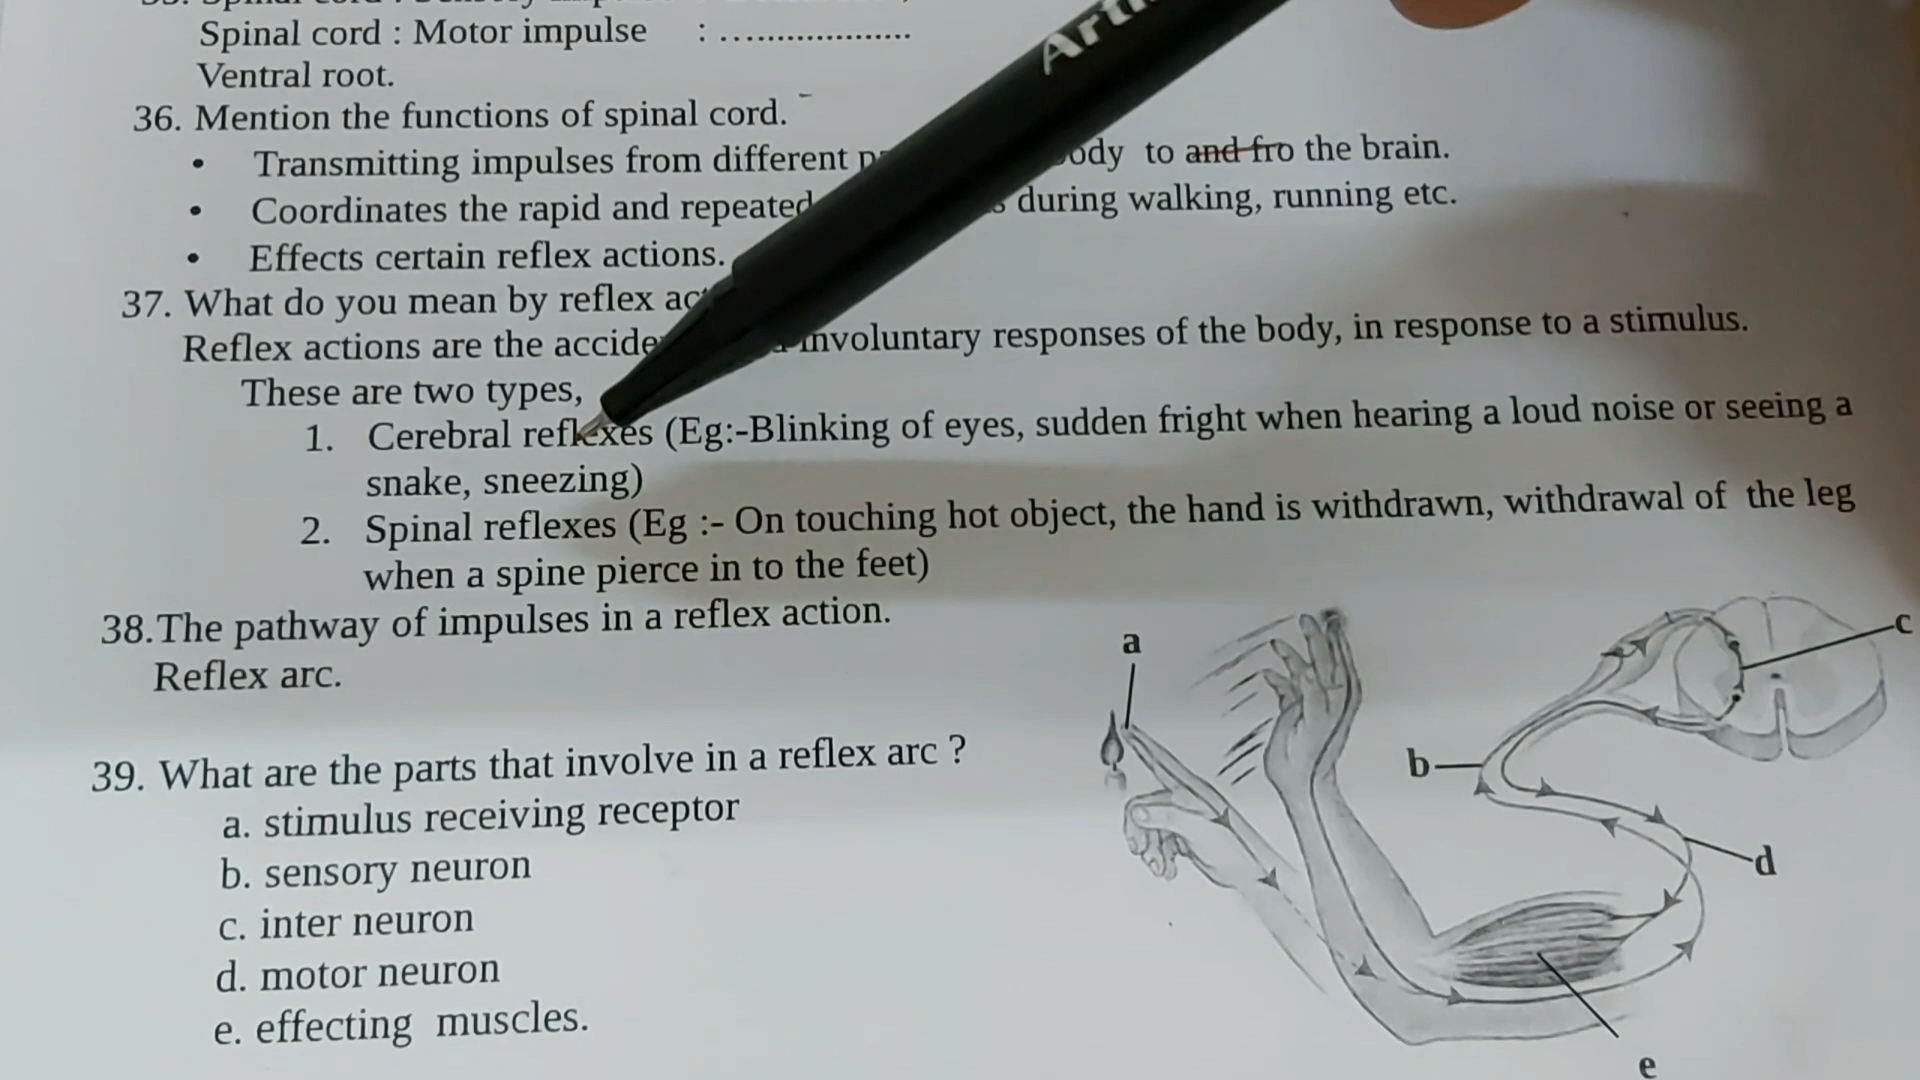 Spinal cord : Motor impulse : ...................
Ventral root.
36. Mention the functions of spinal cord.
• Transmitting impulses from different ody to and fro the brain.
• Coordinates the rapid and repeated s during walking, running etc.
• Effects certain reflex actions.
37. What do you mean by reflex act
Reflex actions are the accide involuntary responses of the body, in response to a stimulus.
These are two types,
1. Cerebral reflexes (Eg:-Blinking of eyes, sudden fright when hearing a loud noise or seeing a
snake, sneezing)
2. Spinal reflexes (Eg :- On touching hot object, the hand is withdrawn, withdrawal of the leg
when a spine pierce in to the feet)
38.The pathway of impulses in a reflex action.
Reflex arc.
39. What are the parts that involve in a reflex arc ?
a. stimulus receiving receptor
b. sensory neuron
c. inter neuron
d. motor neuron
e. effecting muscles.
a
c
b
d
e
Art